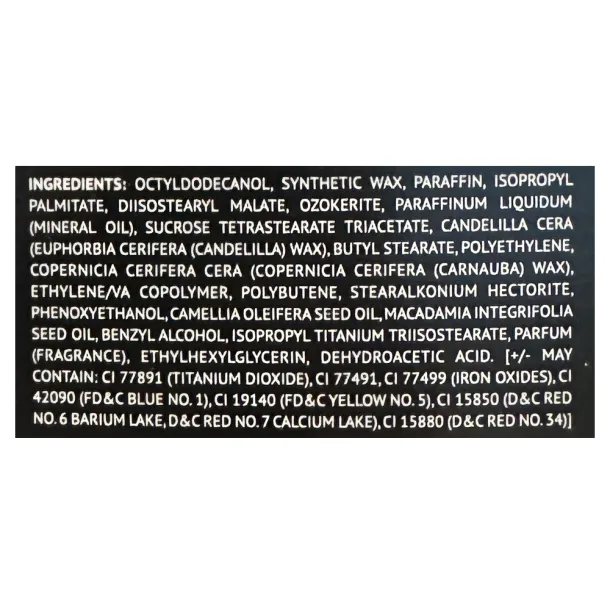 INGREDIENTS: OCTYLDODECANOL, SYNTHETIC WAX, PARAFFIN, ISOPROPYL
PALMITATE, DIISOSTEARYL MALATE, OZOKERITE, PARAFFINUM LIQUIDUM
(MINERAL OIL), SUCROSE TETRASTEARATE TRIACETATE, CANDELILLA CERA
(EUPHORBIA CERIFERA (CANDELILLA) WAX), BUTYL STEARATE, POLYETHYLENE,
COPERNICIA CERIFERA CERA (COPERNICIA CERIFERA (CARNAUBA) WAX),
ETHYLENE/VA COPOLYMER, POLYBUTENE, STEARALKONIUM HECTORITE,
PHENOXYETHANOL, CAMELLIA OLEIFERA SEED OIL, MACADAMIA INTEGRIFOLIA
SEED OIL, BENZYL ALCOHOL, ISOPROPYL TITANIUM TRIISOSTEARATE, PARFUM
(FRAGRANCE), ETHYLHEXYLGLYCERIN, DEHYDROACETIC ACID. [+/- MAY
CONTAIN: CI 77891 (TITANIUM DIOXIDE), CI 77491, CI 77499 (IRON OXIDES), CI
42090 (FD&C BLUE NO. 1), CI 19140 (FD&C YELLOW NO. 5), CI 15850 (D&C RED
NO. 6 BARIUM LAKE, D&C RED NO. 7 CALCIUM LAKE), CI 15880 (D&C RED NO. 34)]